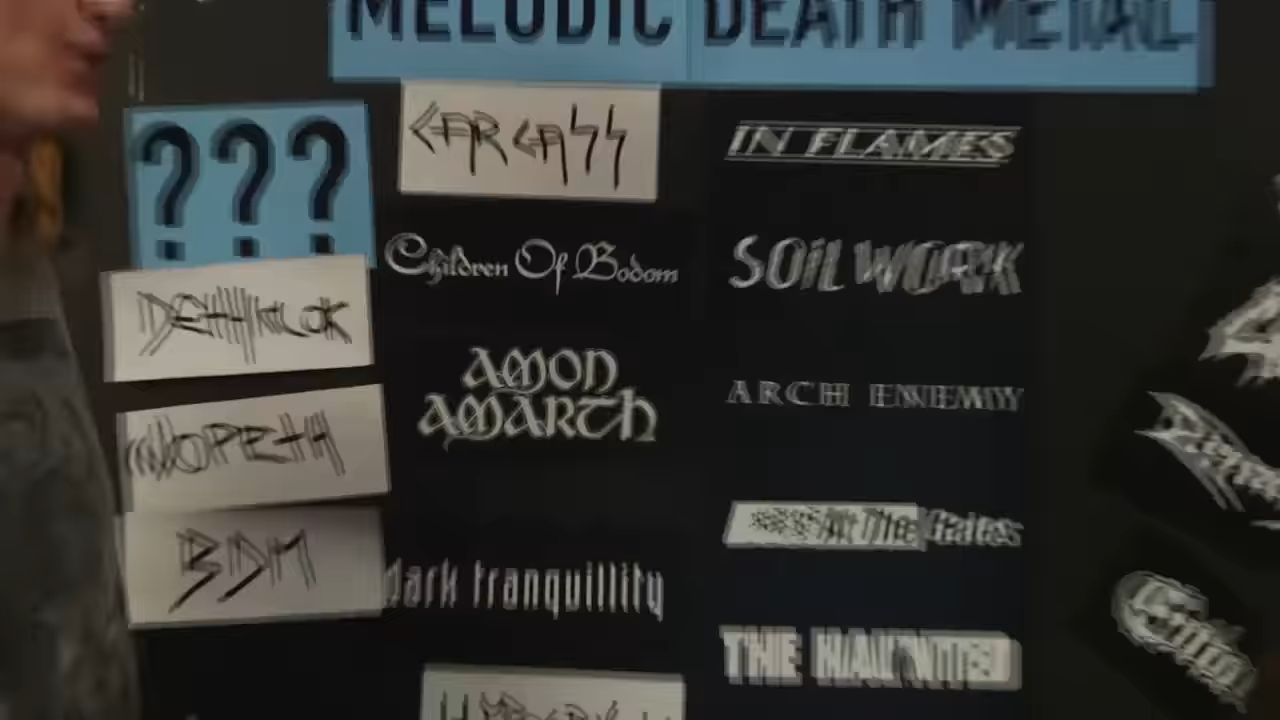 MELODIC DEATH METAL
???
DETHKLOK
OPETH
BDM
CARCASS
Children Of Bodom
AMON
AMARTH
dark tranquillity
IN FLAMES
SOILWORK
ARCH ENEMY
At The Gates
THE HAUNTED